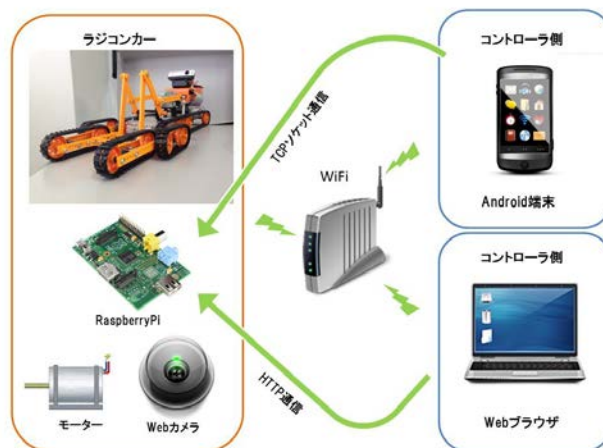 ラジコンカー
RaspberryPi
モーター
Webカメラ
TCPソケット通信
WiFi
HTTP通信
コントローラ側
Android端末
コントローラ側
Webブラウザ